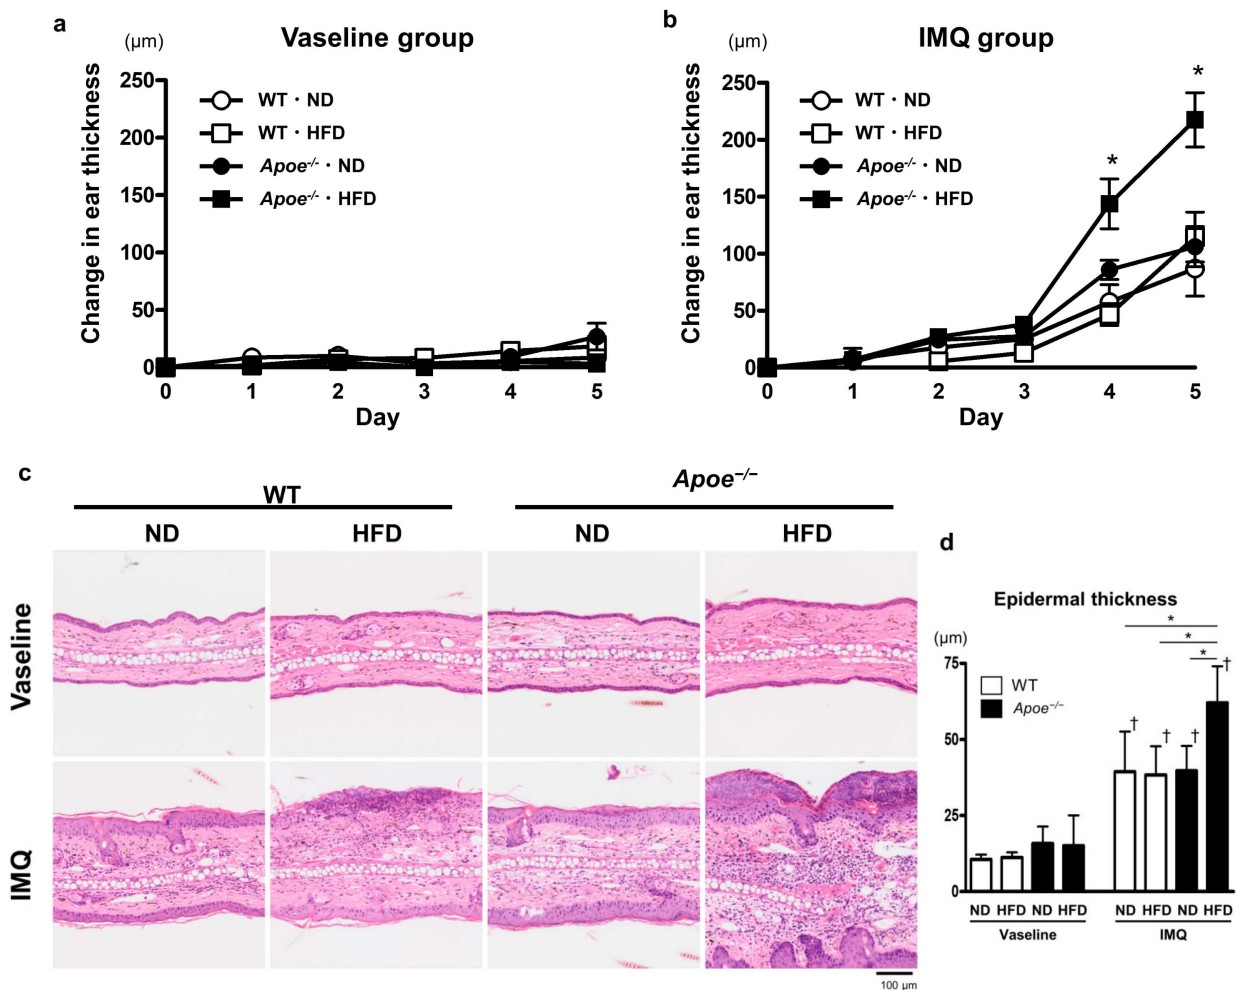 a
(µm)
Vaseline group
Change in ear thickness
250
200
150
100
50
0
WT・ND
WT・HFD
Apoe-/-・ND
Apoe-/-・HFD
0 1 2 3 4 5
Day
b
(µm)
IMQ group
Change in ear thickness
250
200
150
100
50
0
WT・ND
WT・HFD
Apoe-/-・ND
Apoe-/-・HFD
*
*
0 1 2 3 4 5
Day
c
WT
Apoe−/−
ND HFD ND HFD
Vaseline
IMQ
100 µm
d
Epidermal thickness
(µm)
75
50
25
0
WT
Apoe−/−
*
*
*
† † † †
ND HFD ND HFD ND HFD ND HFD
Vaseline IMQ